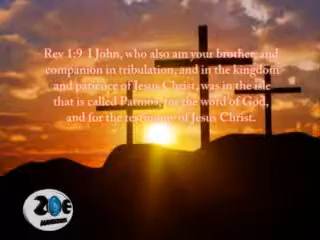 Rev 1:9 I John, who also am your brother, and
companion in tribulation, and in the kingdom
and patience of Jesus Christ, was in the isle
that is called Patmos, for the word of God,
and for the testimony of Jesus Christ.
ZOE